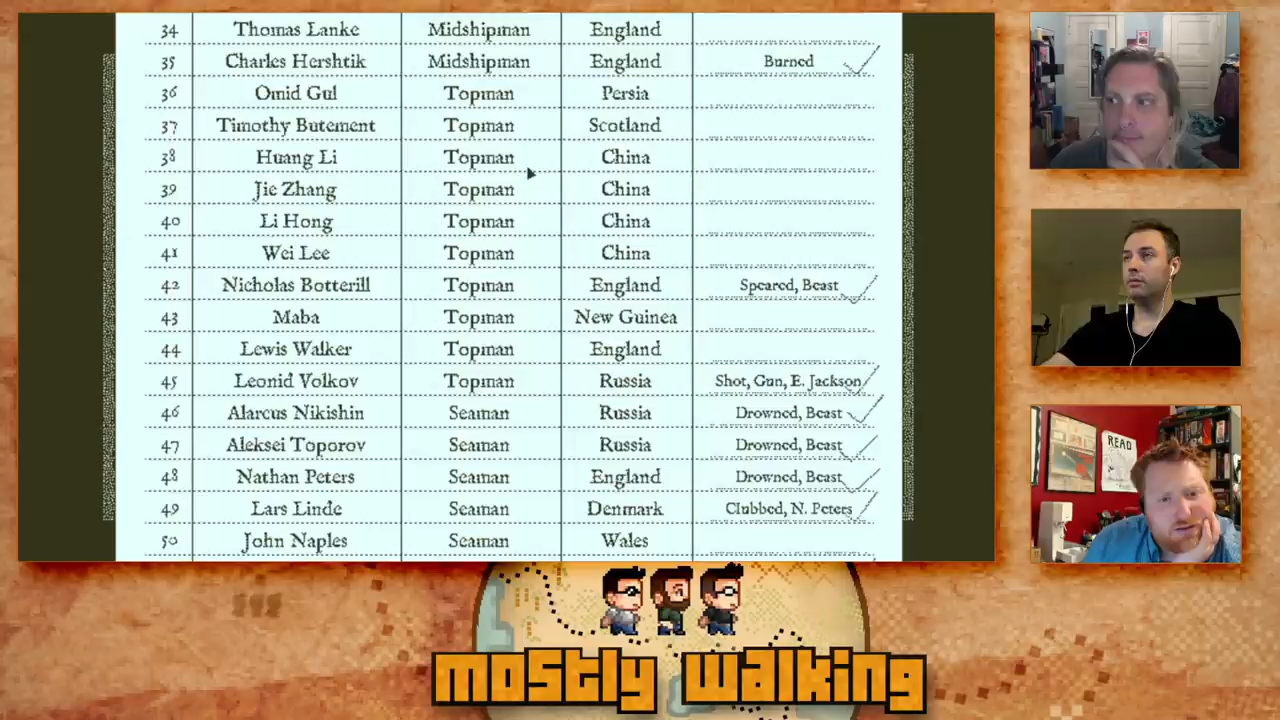 34 Thomas Lanke Midshipman England
35 Charles Hershtik Midshipman England Burned
36 Omid Gul Topman Persia
37 Timothy Butement Topman Scotland
38 Huang Li Topman China
39 Jie Zhang Topman China
40 Li Hong Topman China
41 Wei Lee Topman China
42 Nicholas Botterill Topman England Speared, Beast
43 Maba Topman New Guinea
44 Lewis Walker Topman England
45 Leonid Volkov Topman Russia Shot, Gun, E. Jackson
46 Alarcus Nikishin Seaman Russia Drowned, Beast
47 Aleksei Toporov Seaman Russia Drowned, Beast
48 Nathan Peters Seaman England Drowned, Beast
49 Lars Linde Seaman Denmark Clubbed, N. Peters
50 John Naples Seaman Wales
READ
mostly walking